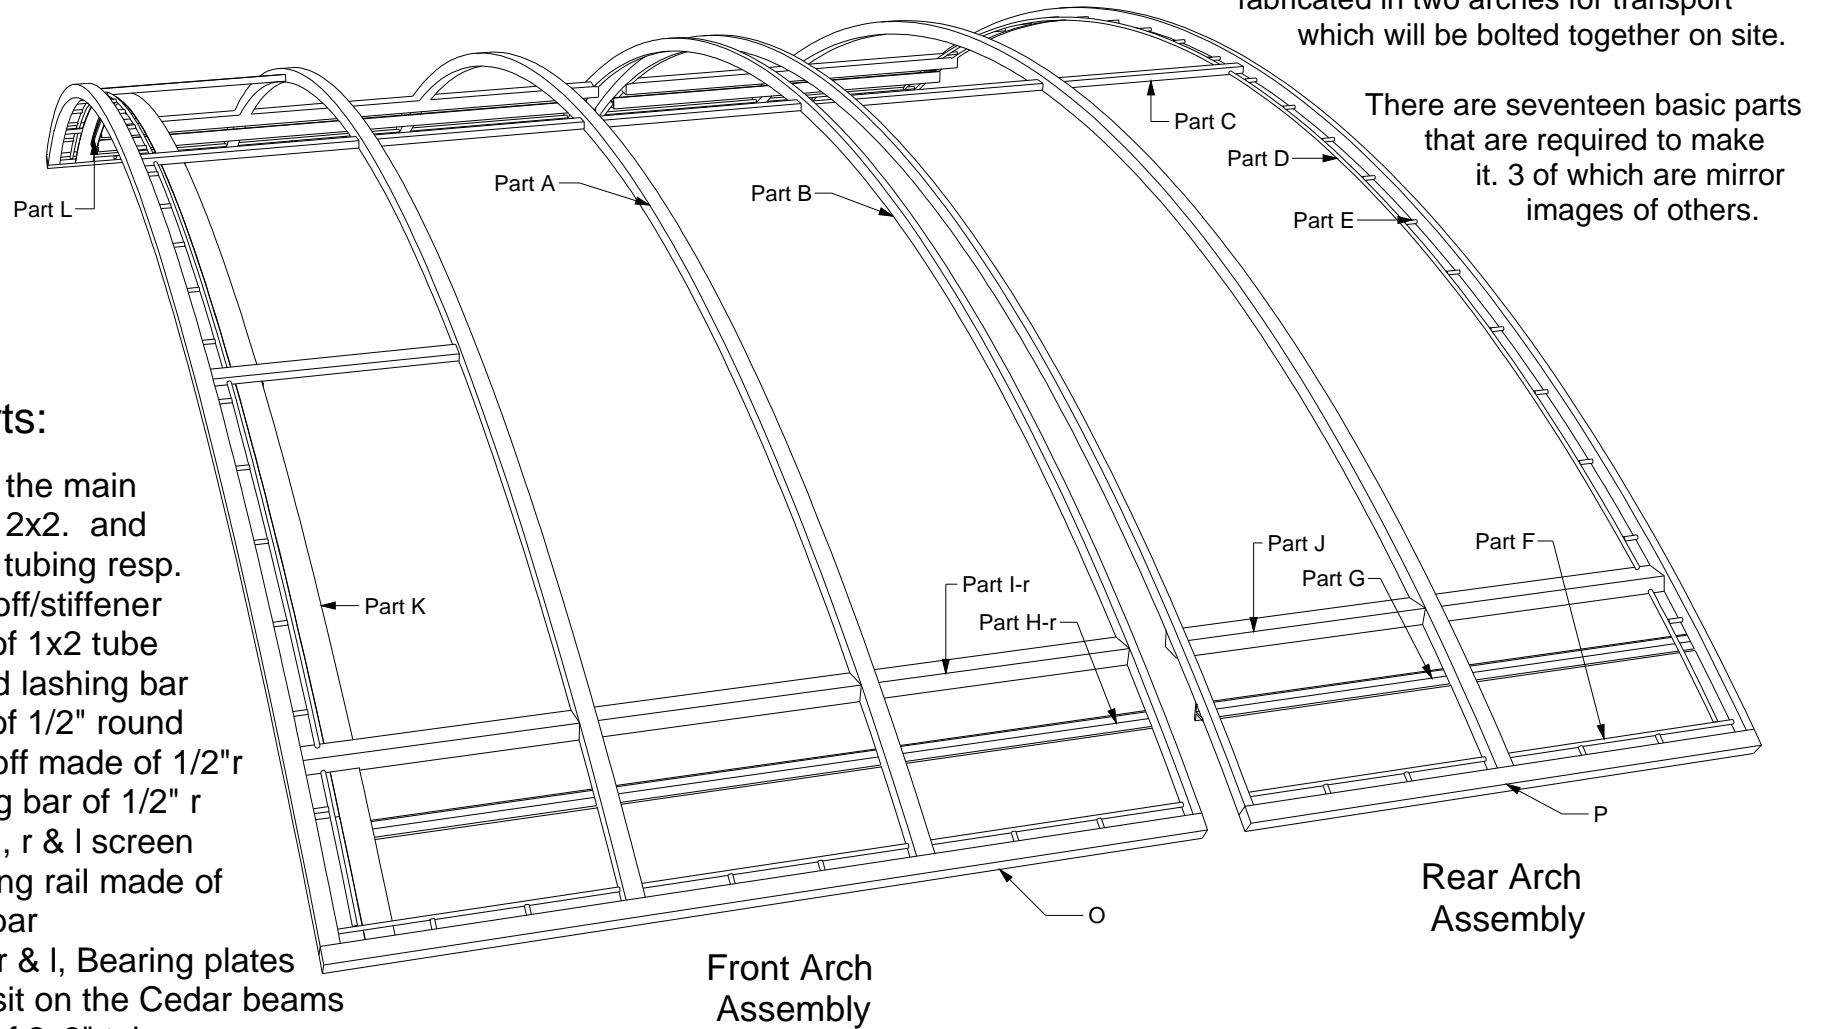 fabricated in two arches for transport
which will be bolted together on site.
There are seventeen basic parts
that are required to make
it. 3 of which are mirror
images of others.
Part C
Part D
Part A
Part B
Part L
Part E
rts:
the main
2x2.  and
tubing resp.
off/stiffener
of 1x2 tube
d lashing bar
of 1/2" round
off made of 1/2"r
g bar of 1/2" r
, r & l screen
ng rail made of
bar
r & l, Bearing plates
sit on the Cedar beams
Part K
Part I-r
Part H-r
Part J
Part G
Part F
P
O
Rear Arch
Assembly
Front Arch
Assembly